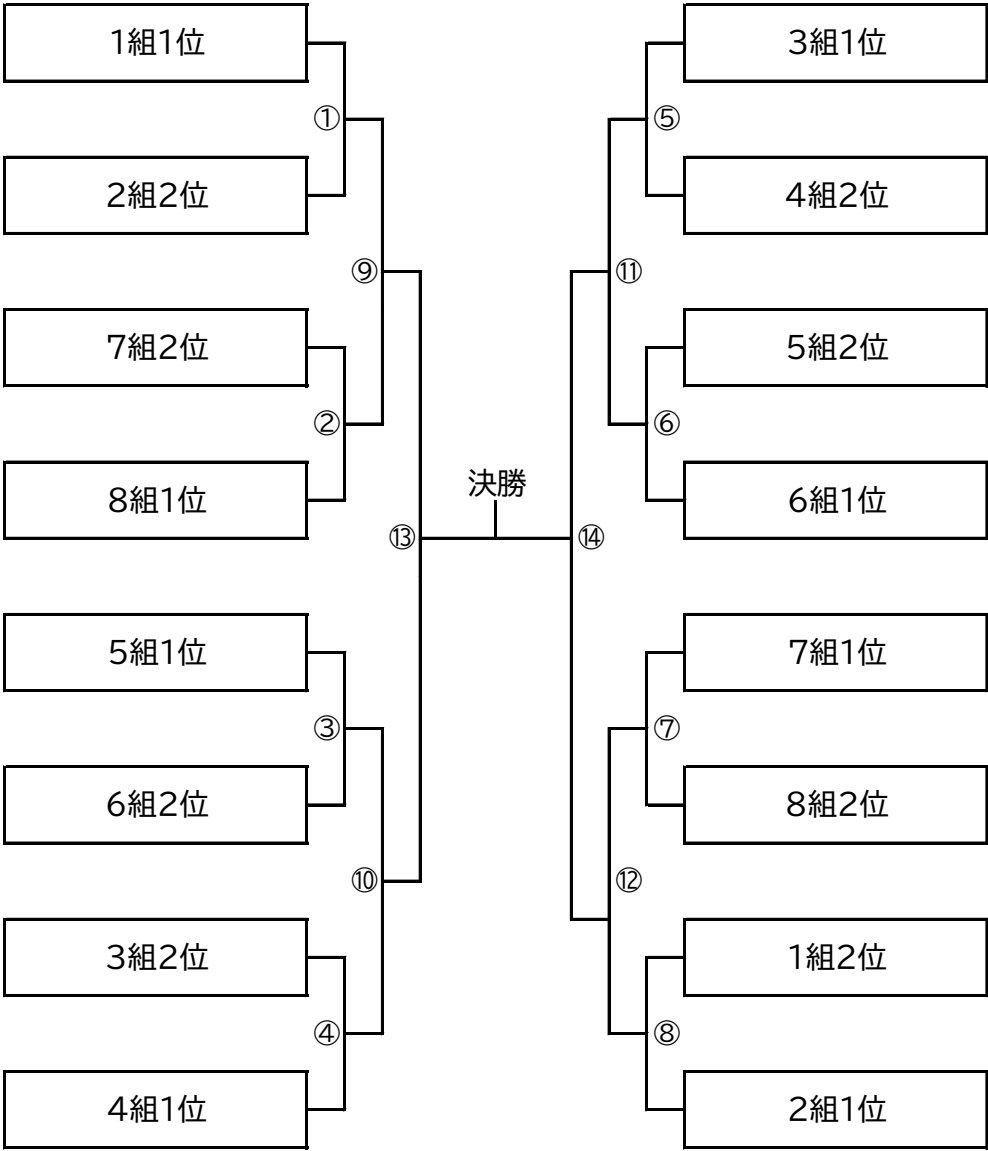 1組1位
①
2組2位
⑨
7組2位
②
8組1位
⑬
5組1位
③
6組2位
⑩
3組2位
④
4組1位
決勝
3組1位
⑤
4組2位
⑪
5組2位
⑥
6組1位
⑭
7組1位
⑦
8組2位
⑫
1組2位
⑧
2組1位